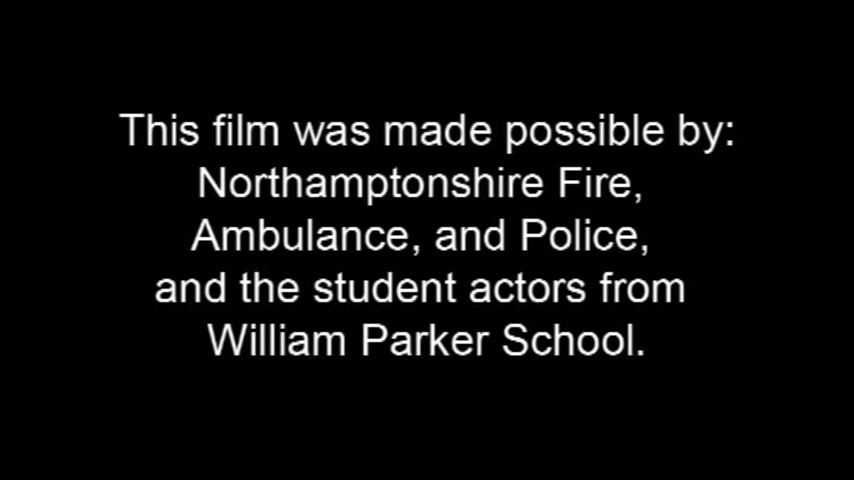 This film was made possible by:
Northamptonshire Fire,
Ambulance, and Police,
and the student actors from
William Parker School.